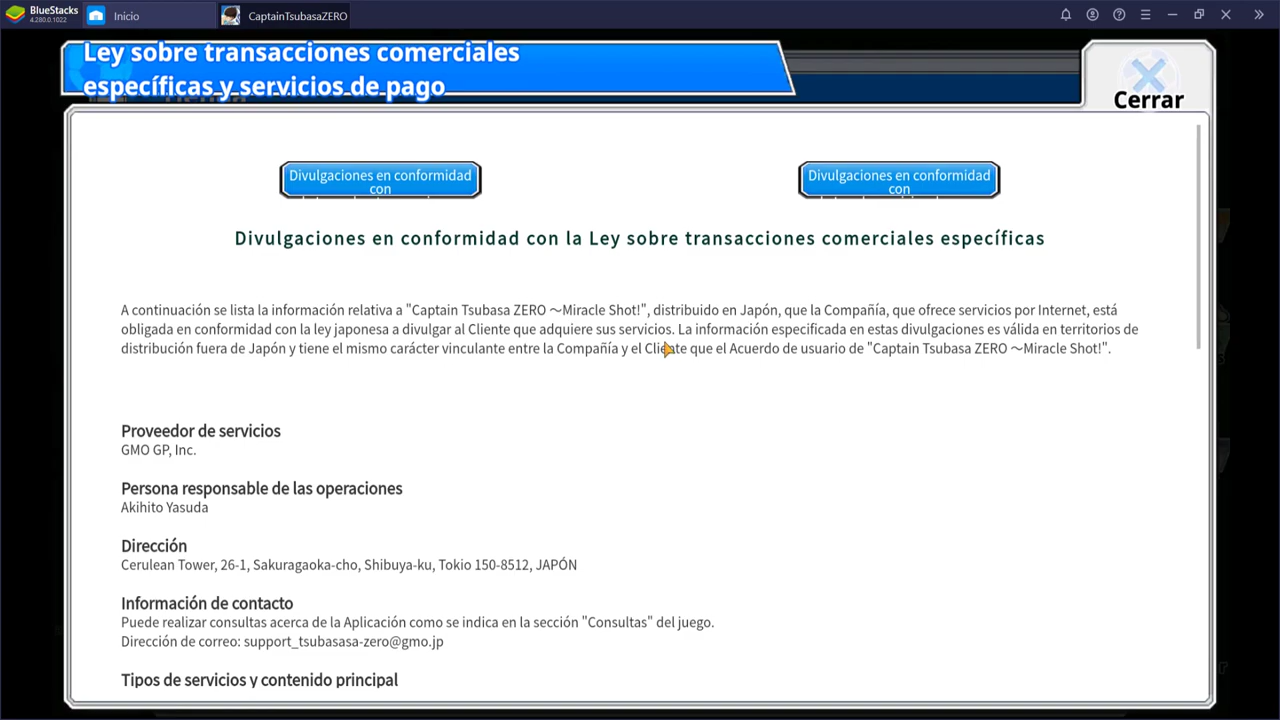 BlueStacks
4.280.0.1022
Inicio
CaptainTsubasaZERO
Ley sobre transacciones comerciales
específicas y servicios de pago
Cerrar
Divulgaciones en conformidad
con
Divulgaciones en conformidad
con
Divulgaciones en conformidad con la Ley sobre transacciones comerciales específicas
A continuación se lista la información relativa a "Captain Tsubasa ZERO ～Miracle Shot!", distribuido en Japón, que la Compañía, que ofrece servicios por Internet, está
obligada en conformidad con la ley japonesa a divulgar al Cliente que adquiere sus servicios. La información especificada en estas divulgaciones es válida en territorios de
distribución fuera de Japón y tiene el mismo carácter vinculante entre la Compañía y el Cliente que el Acuerdo de usuario de "Captain Tsubasa ZERO ～Miracle Shot!".
Proveedor de servicios
GMO GP, Inc.
Persona responsable de las operaciones
Akihito Yasuda
Dirección
Cerulean Tower, 26-1, Sakuragaoka-cho, Shibuya-ku, Tokio 150-8512, JAPÓN
Información de contacto
Puede realizar consultas acerca de la Aplicación como se indica en la sección "Consultas" del juego.
Dirección de correo: support_tsubasasa-zero@gmo.jp
Tipos de servicios y contenido principal